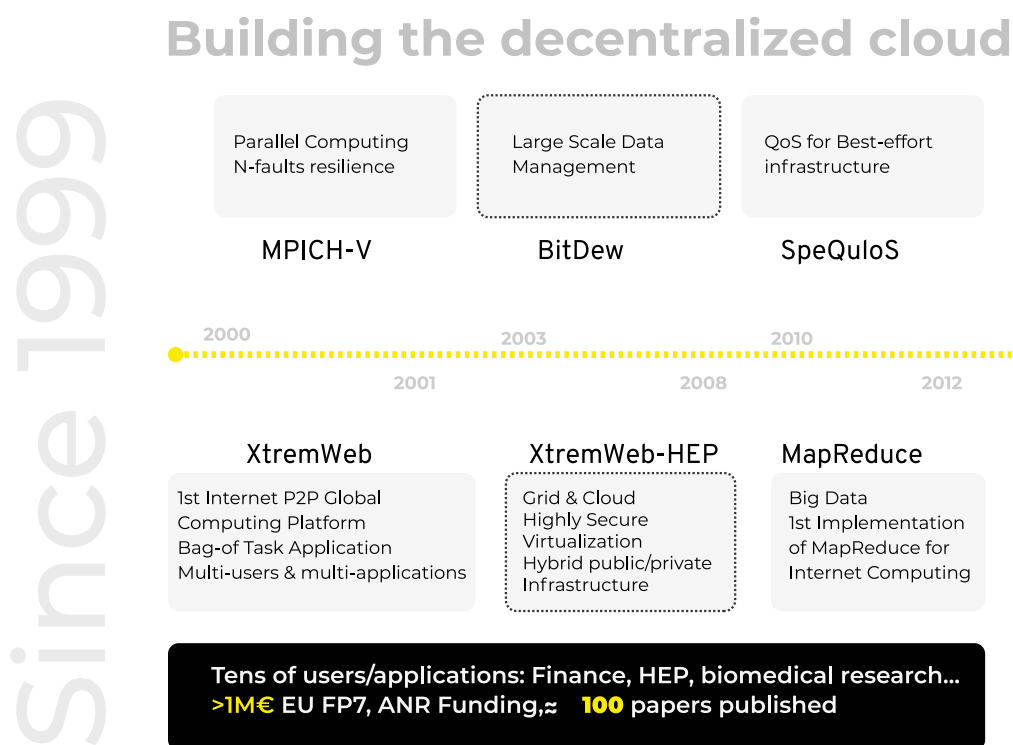 Building the decentralized cloud
Since 1999
Parallel Computing
N-faults resilience
MPICH-V
Large Scale Data
Management
BitDew
QoS for Best-effort
infrastructure
SpeQuloS
2000
2003
2010
2001
2008
2012
XtremWeb
1st Internet P2P Global
Computing Platform
Bag-of Task Application
Multi-users & multi-applications
XtremWeb-HEP
Grid & Cloud
Highly Secure
Virtualization
Hybrid public/private
Infrastructure
MapReduce
Big Data
1st Implementation
of MapReduce for
Internet Computing
Tens of users/applications: Finance, HEP, biomedical research...
>1M€ EU FP7, ANR Funding,≈ 100 papers published